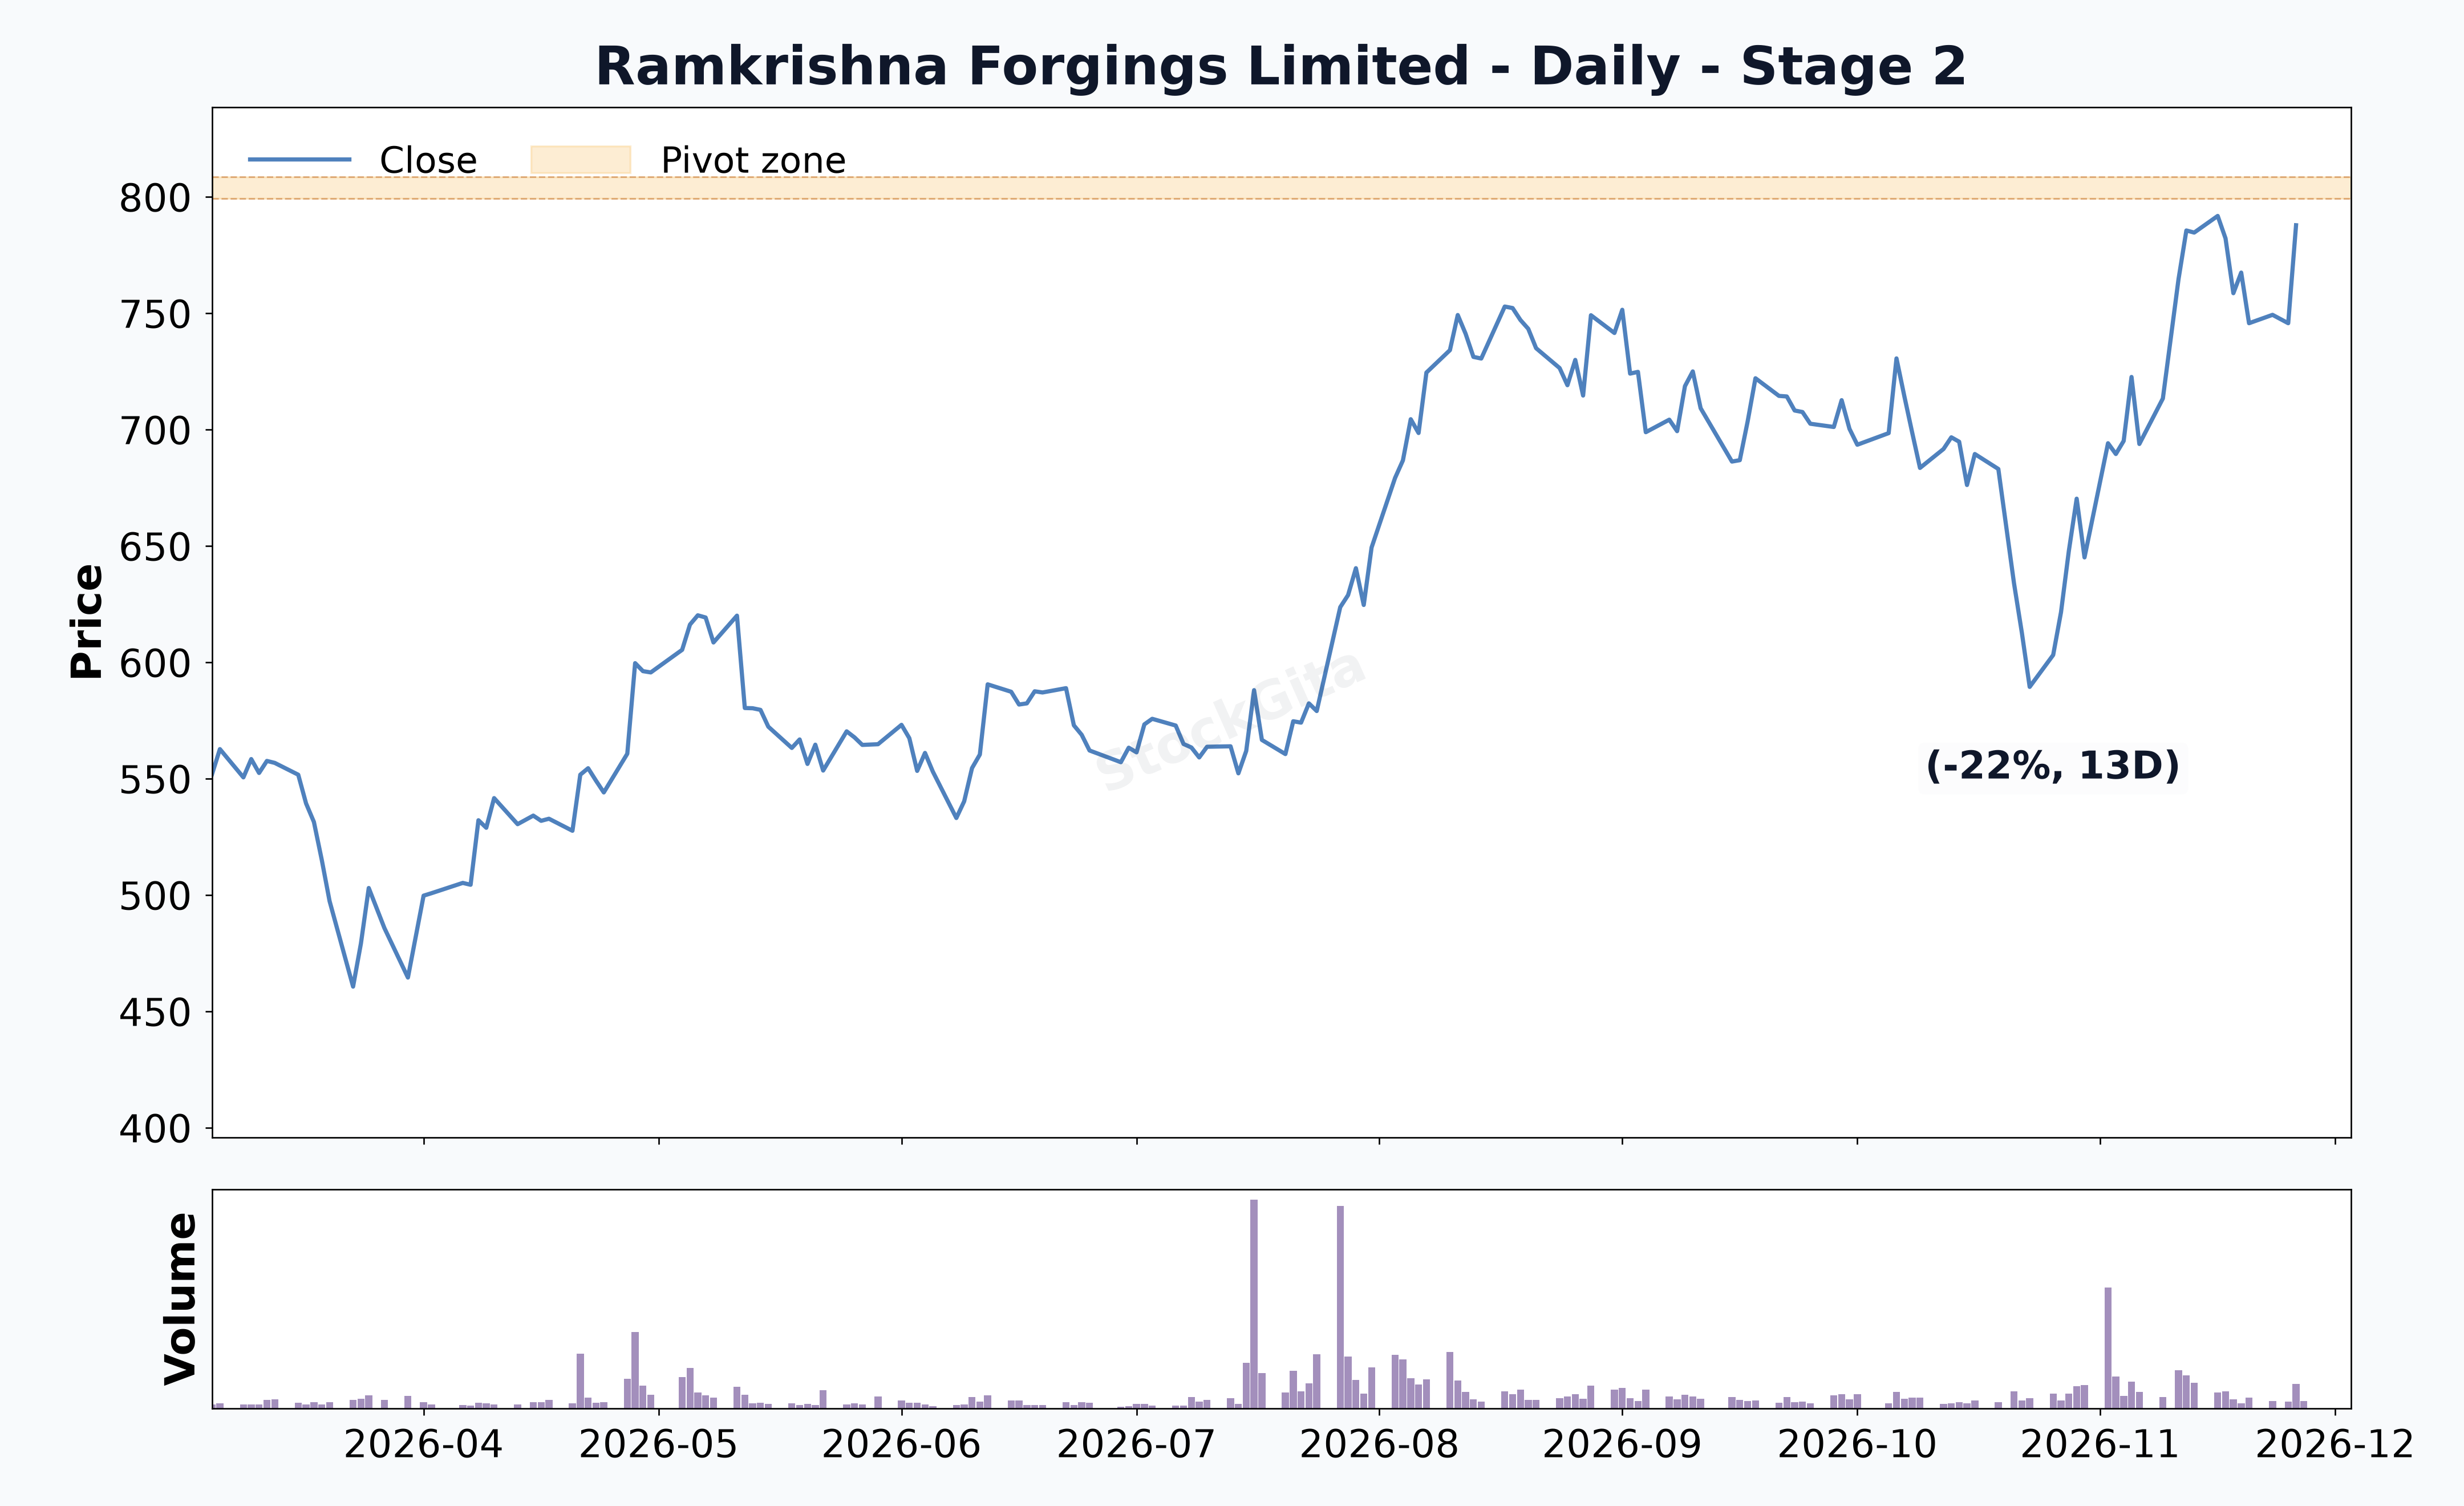 Ramkrishna Forgings Limited - Daily - Stage 2
Close
Pivot zone
800
750
700
650
600
550
500
450
400
Price
StockGita
(-22%, 13D)
Volume
2026-04
2026-05
2026-06
2026-07
2026-08
2026-09
2026-10
2026-11
2026-12